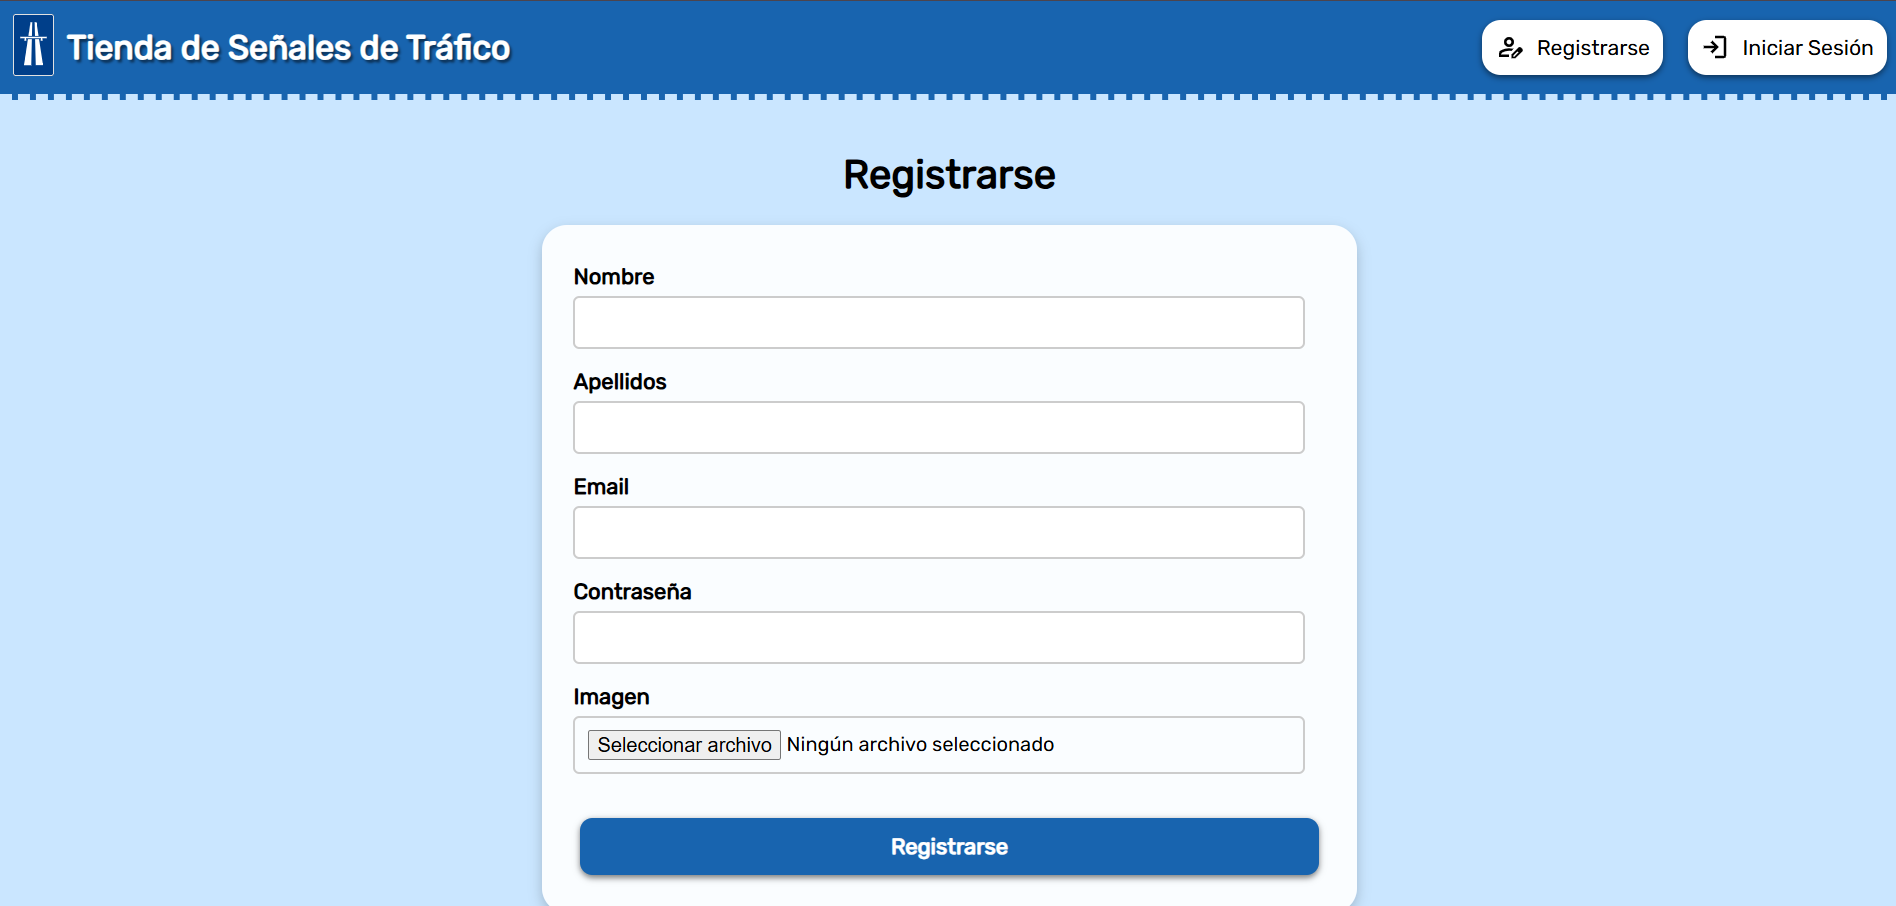 Tienda de Señales de Tráfico
Registrarse
Iniciar Sesión
Registrarse
Nombre
Apellidos
Email
Contraseña
Imagen
Seleccionar archivo Ningún archivo seleccionado
Registrarse